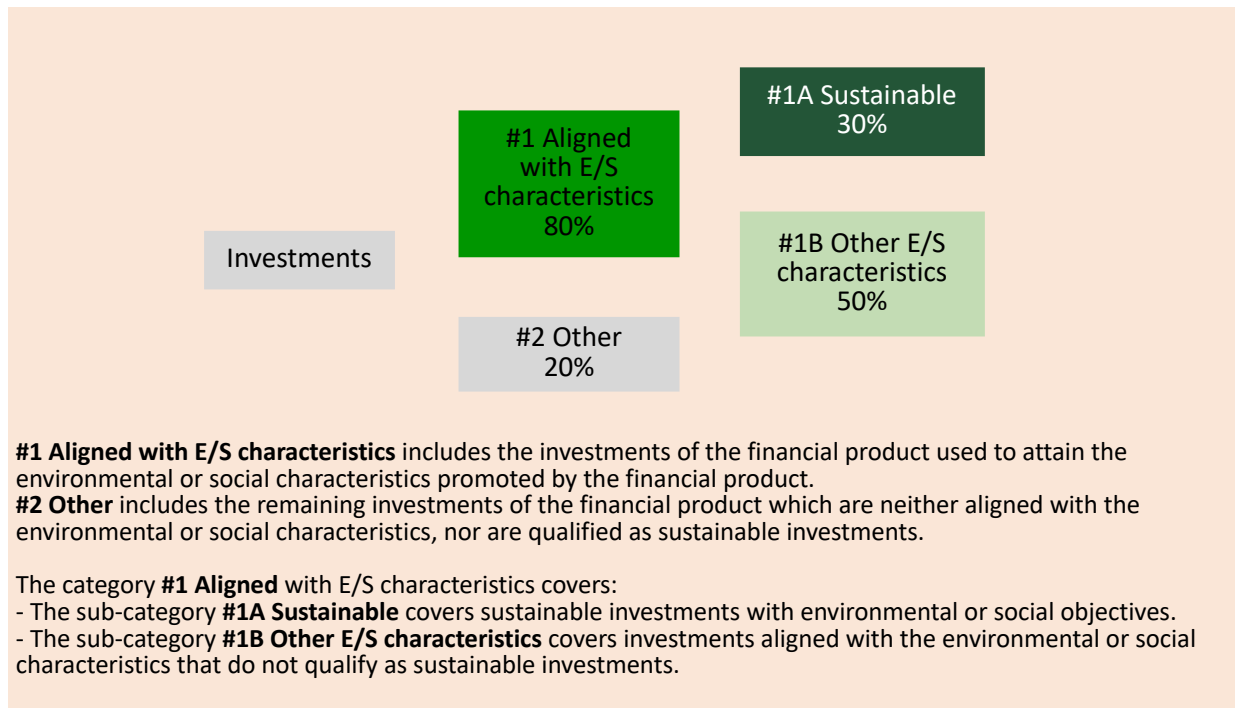 #1A Sustainable
30%
#1 Aligned
with E/S
characteristics
80%
#1B Other E/S
characteristics
50%
Investments
#2 Other
20%
#1 Aligned with E/S characteristics includes the investments of the financial product used to attain the
environmental or social characteristics promoted by the financial product.
#2 Other includes the remaining investments of the financial product which are neither aligned with the
environmental or social characteristics, nor are qualified as sustainable investments.
The category #1 Aligned with E/S characteristics covers:
- The sub-category #1A Sustainable covers sustainable investments with environmental or social objectives.
- The sub-category #1B Other E/S characteristics covers investments aligned with the environmental or social
characteristics that do not qualify as sustainable investments.